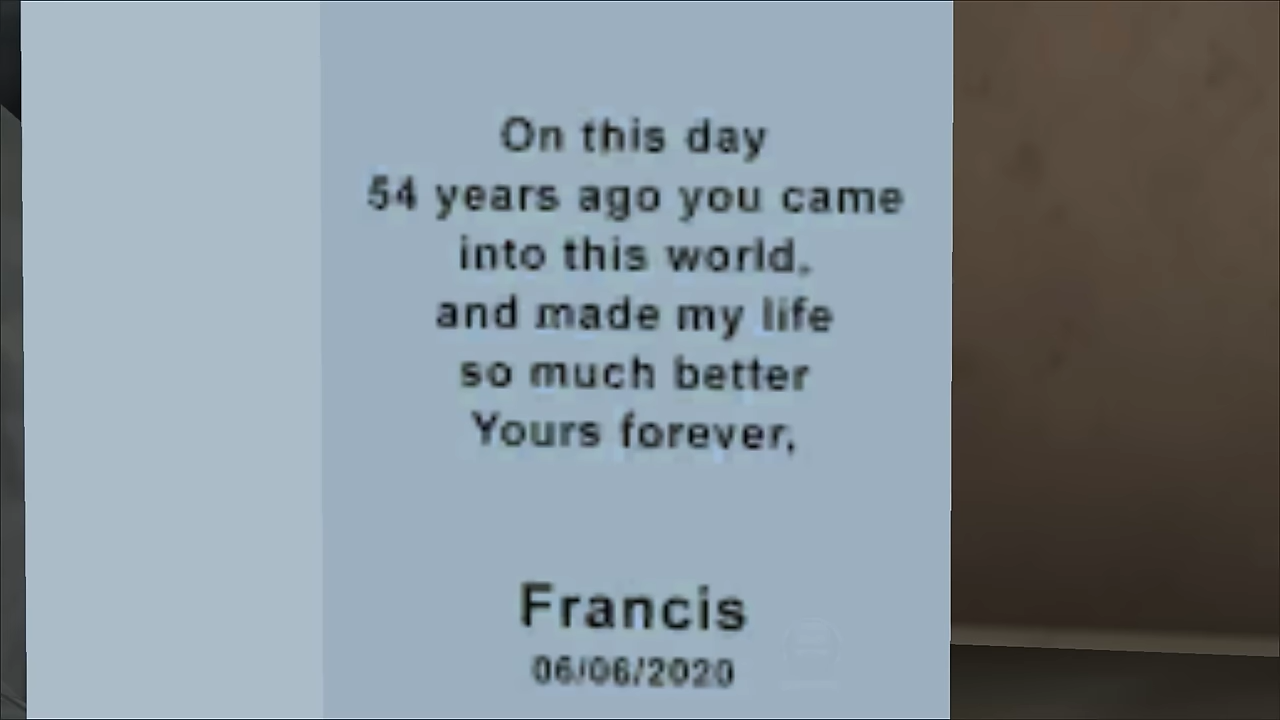 On this day
54 years ago you came
into this world,
and made my life
so much better
Yours forever,
Francis
06/06/2020